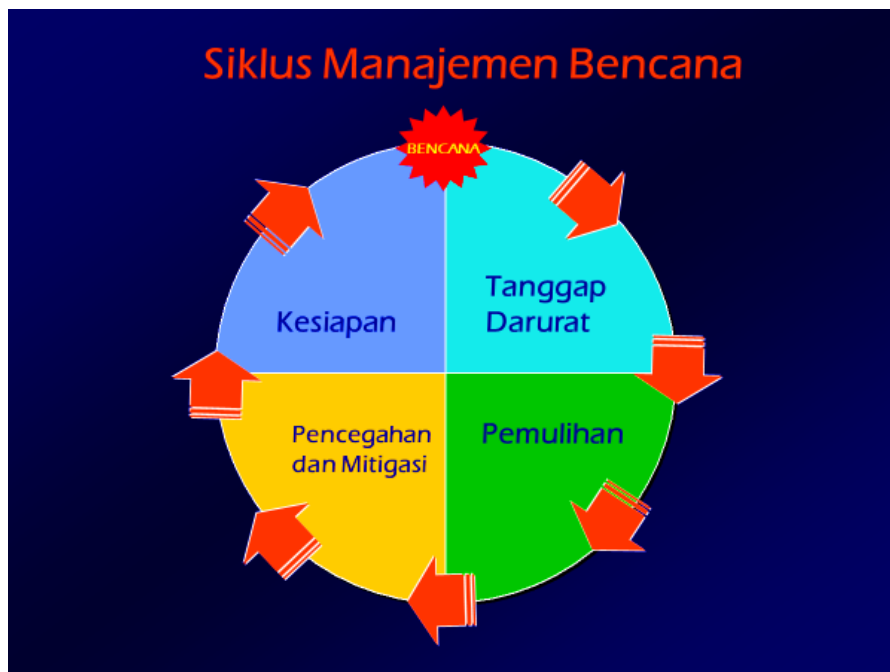 Siklus Manajemen Bencana
BENCANA
Kesiapan
Tanggap
Darurat
Pencegahan
dan Mitigasi
Pemulihan